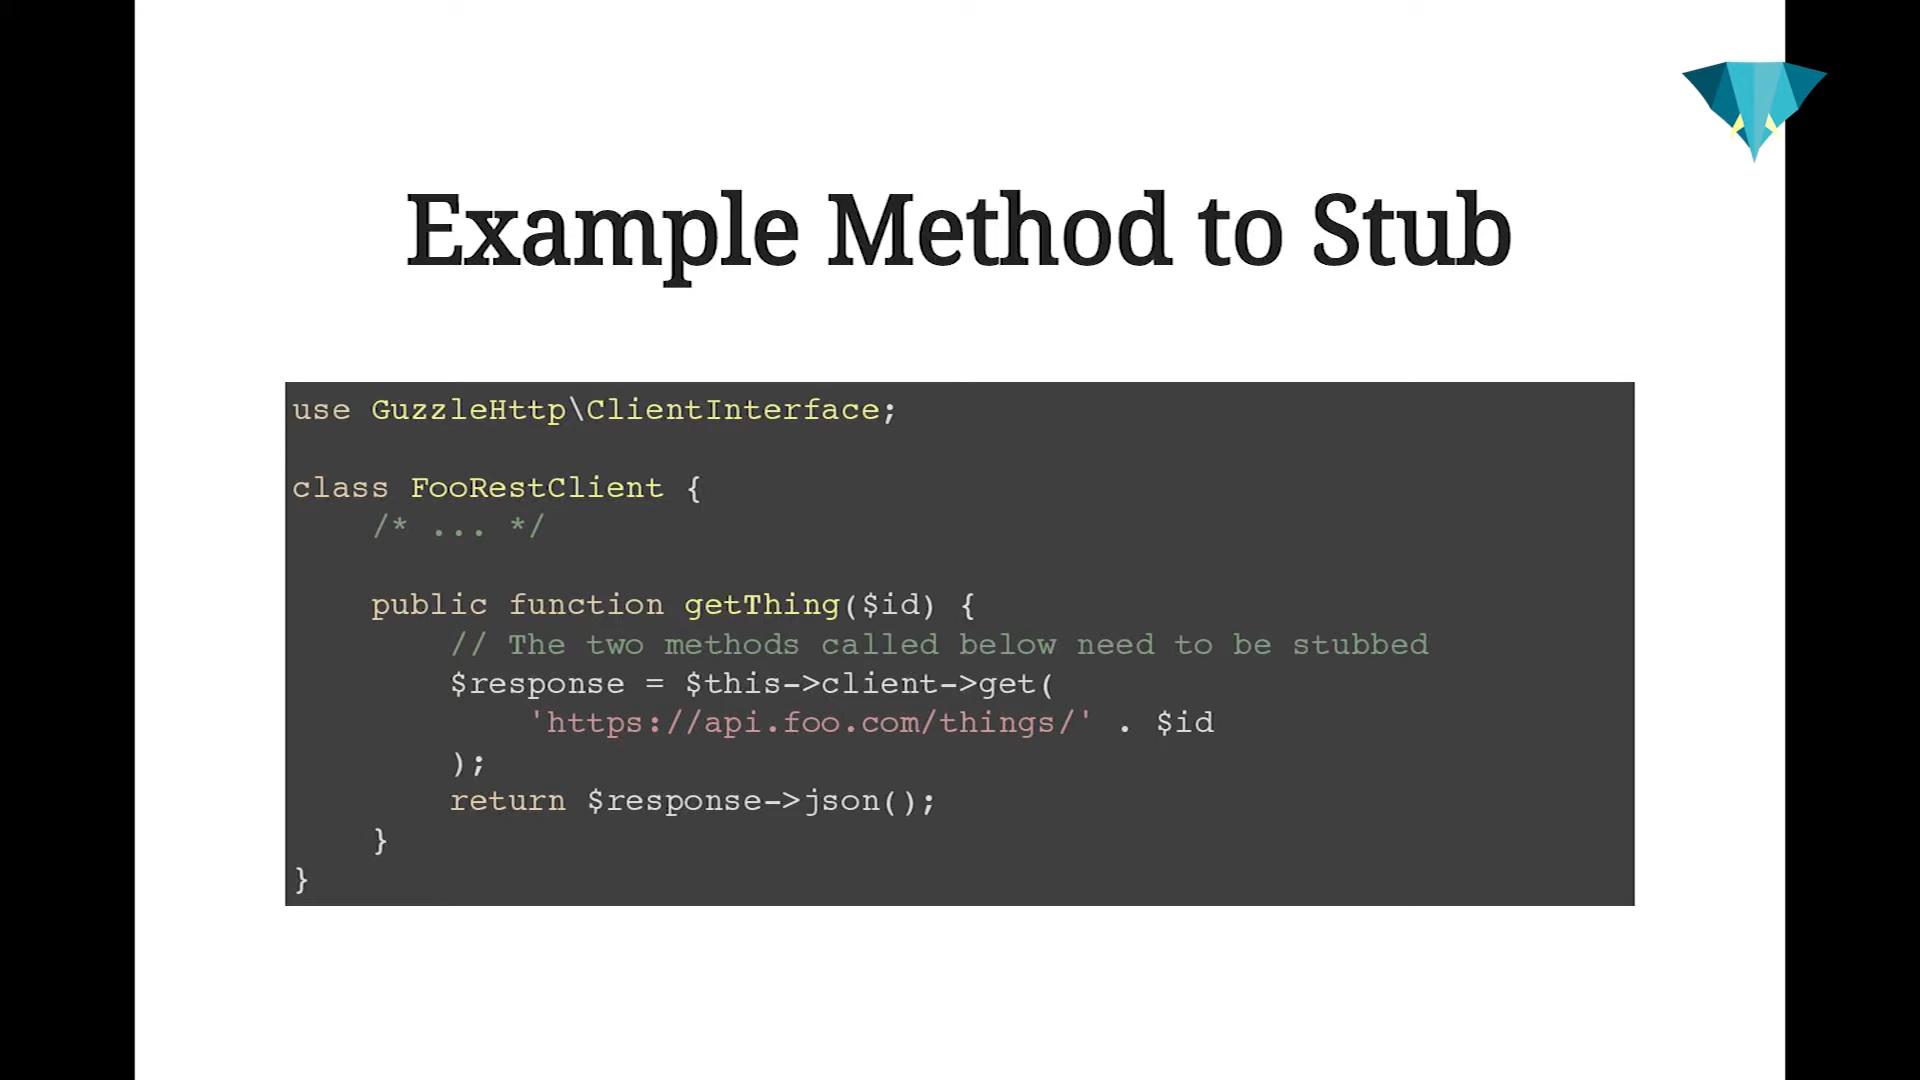 Example Method to Stub
use GuzzleHttp\ClientInterface;
class FooRestClient {
/* ... */
public function getThing($id) {
// The two methods called below need to be stubbed
$response = $this->client->get(
'https://api.foo.com/things/' . $id
);
return $response->json();
}
}